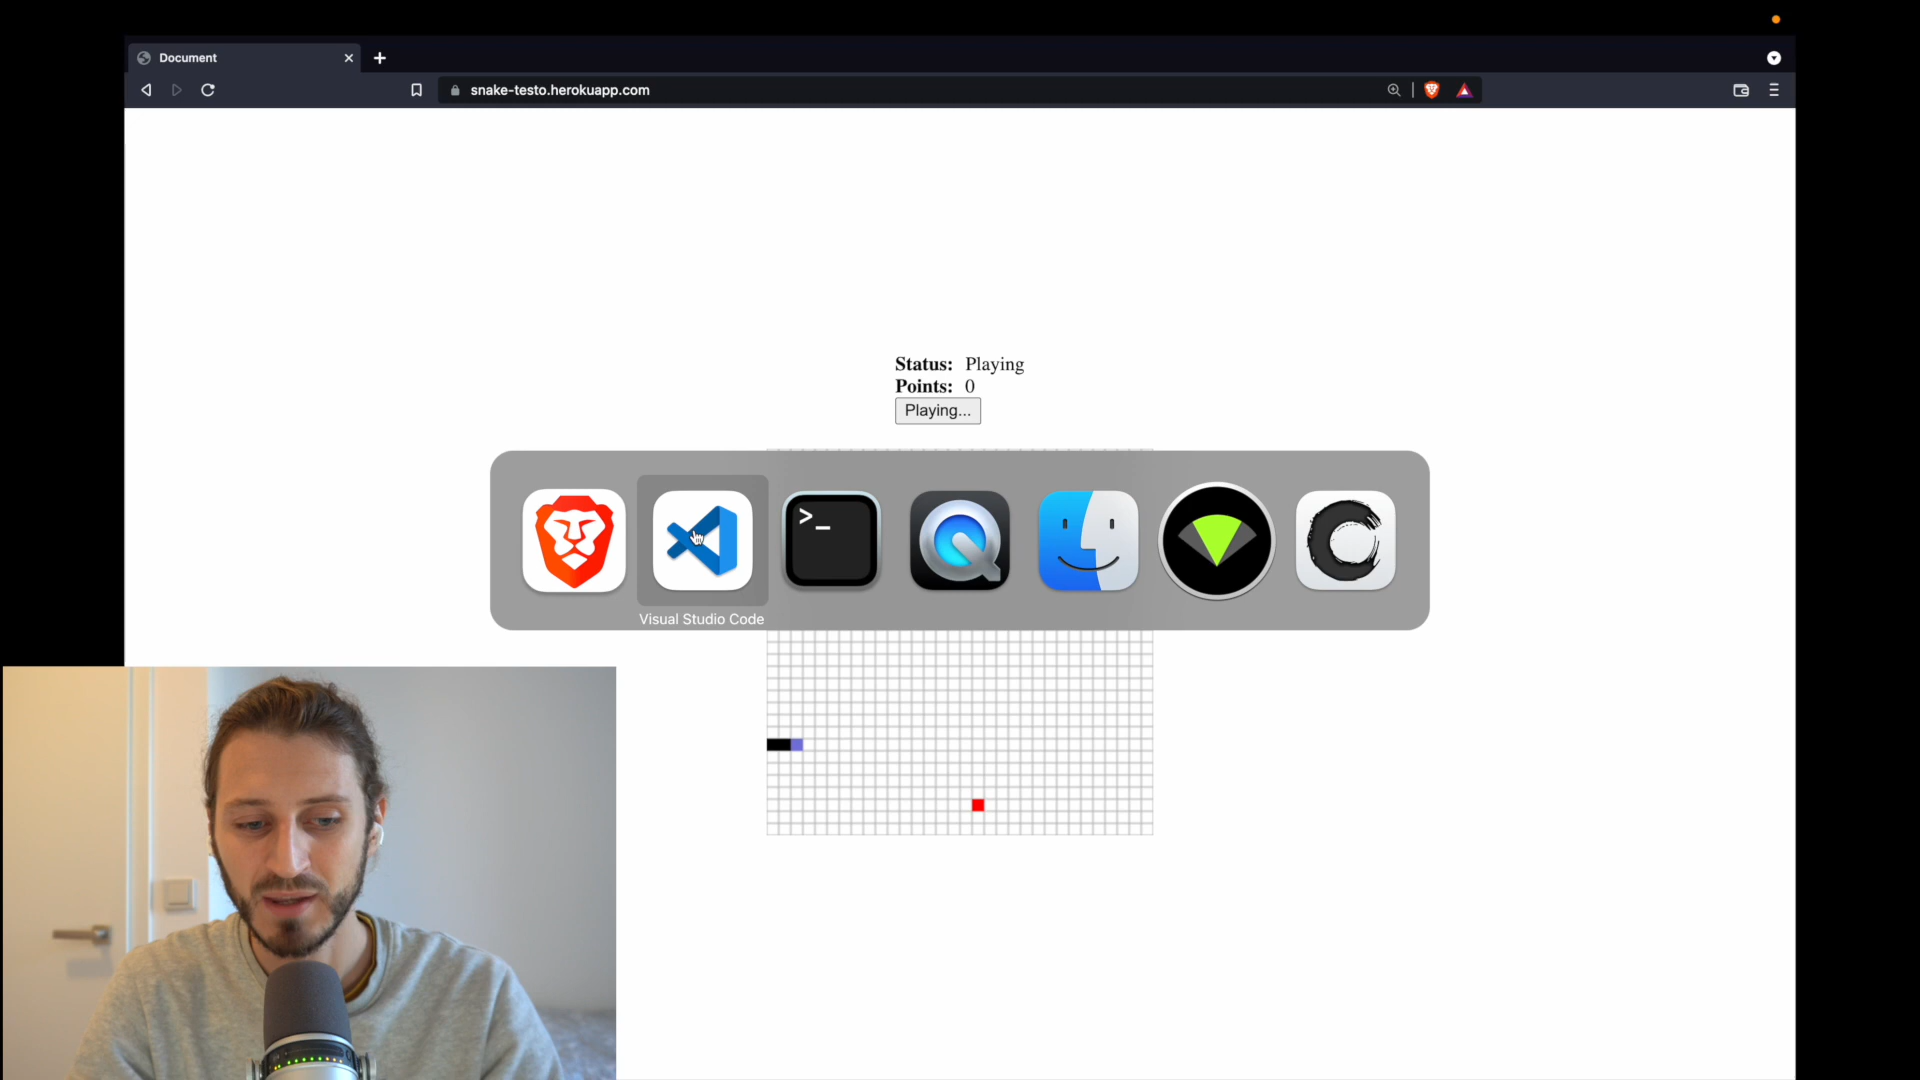 Document
snake-testo.herokuapp.com
Status: Playing
Points: 0
Playing...
>_
Visual Studio Code